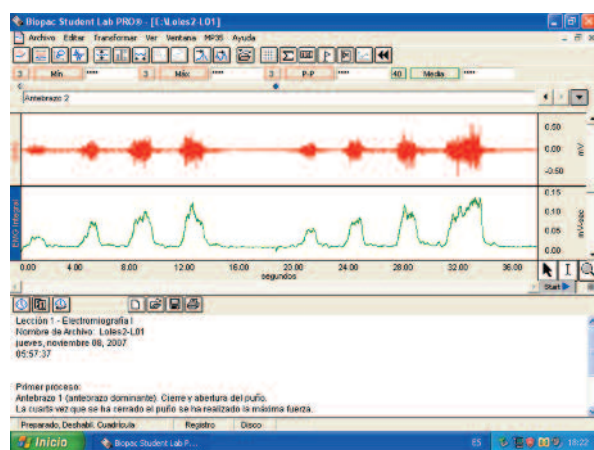 Biopac Student Lab PRO® - [E:\Loles2-L01]
Archivo Editar Transformar Ver Ventana MP35 Ayuda
3 Mín **** 3 Máx **** 3 P-P **** 40 Media ****
Antebrazo 2
0.50
0.00 mV
-0.50
EMG Integral
0.15
0.10 mV-sec
0.05
0.00
0.00 4.00 8.00 12.00 16.00 20.00 24.00 28.00 32.00 36.00
segundos
Start
Lección 1 - Electromiografía I
Nombre de Archivo: Loles2-L01
jueves, noviembre 08, 2007
05:57:37
Primer proceso:
Antebrazo 1 (antebrazo dominante). Cierre y abertura del puño.
La cuarta vez que se ha cerrado el puño se ha realizado la máxima fuerza.
Preparado, Deshabil. Cuadrícula Registro Disco
Inicio Biopac Student Lab P... ES 18:22